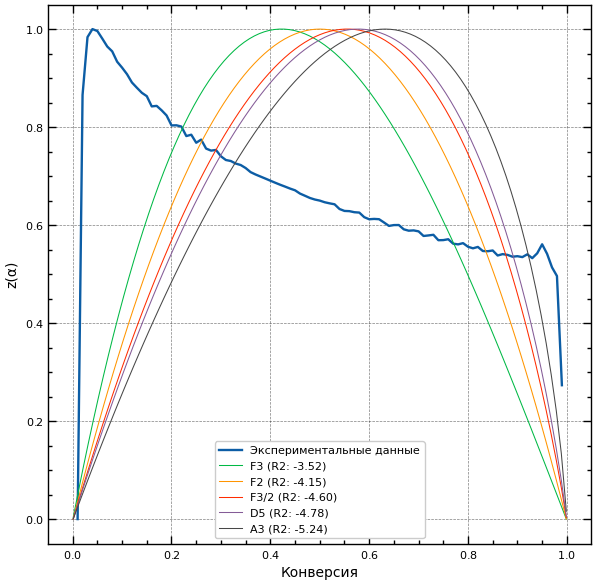 1.0
0.8
0.6
0.4
0.2
0.0
z(α)
Экспериментальные данные
F3 (R2: -3.52)
F2 (R2: -4.15)
F3/2 (R2: -4.60)
D5 (R2: -4.78)
A3 (R2: -5.24)
0.0 0.2 0.4 0.6 0.8 1.0
Конверсия